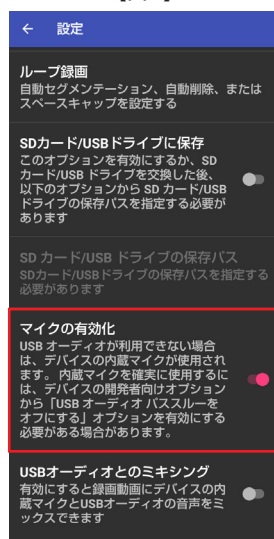 ← 設定
ループ録画
自動セグメンテーション、自動削除、または
スペースキャップを設定する
SDカード/USBドライブに保存
このオプションを有効にするか、SD
カード/USB ドライブを交換した後、
以下のオプションから SD カード/USB
ドライブの保存パスを指定する必要が
あります
SD カード/USB ドライブの保存パス
SDカード/USBドライブの保存パスを指定する
必要があります
マイクの有効化
USB オーディオが利用できない場合
は、デバイスの内蔵マイクが使用され
ます。 内蔵マイクを確実に使用するに
は、デバイスの開発者向けオプション
から「USB オーディオ パススルーを
オフにする」オプションを有効にする
必要がある場合があります。
USBオーディオとのミキシング
有効にすると録画動画にデバイスの内
蔵マイクとUSBオーディオの音声をミ
ックスできます